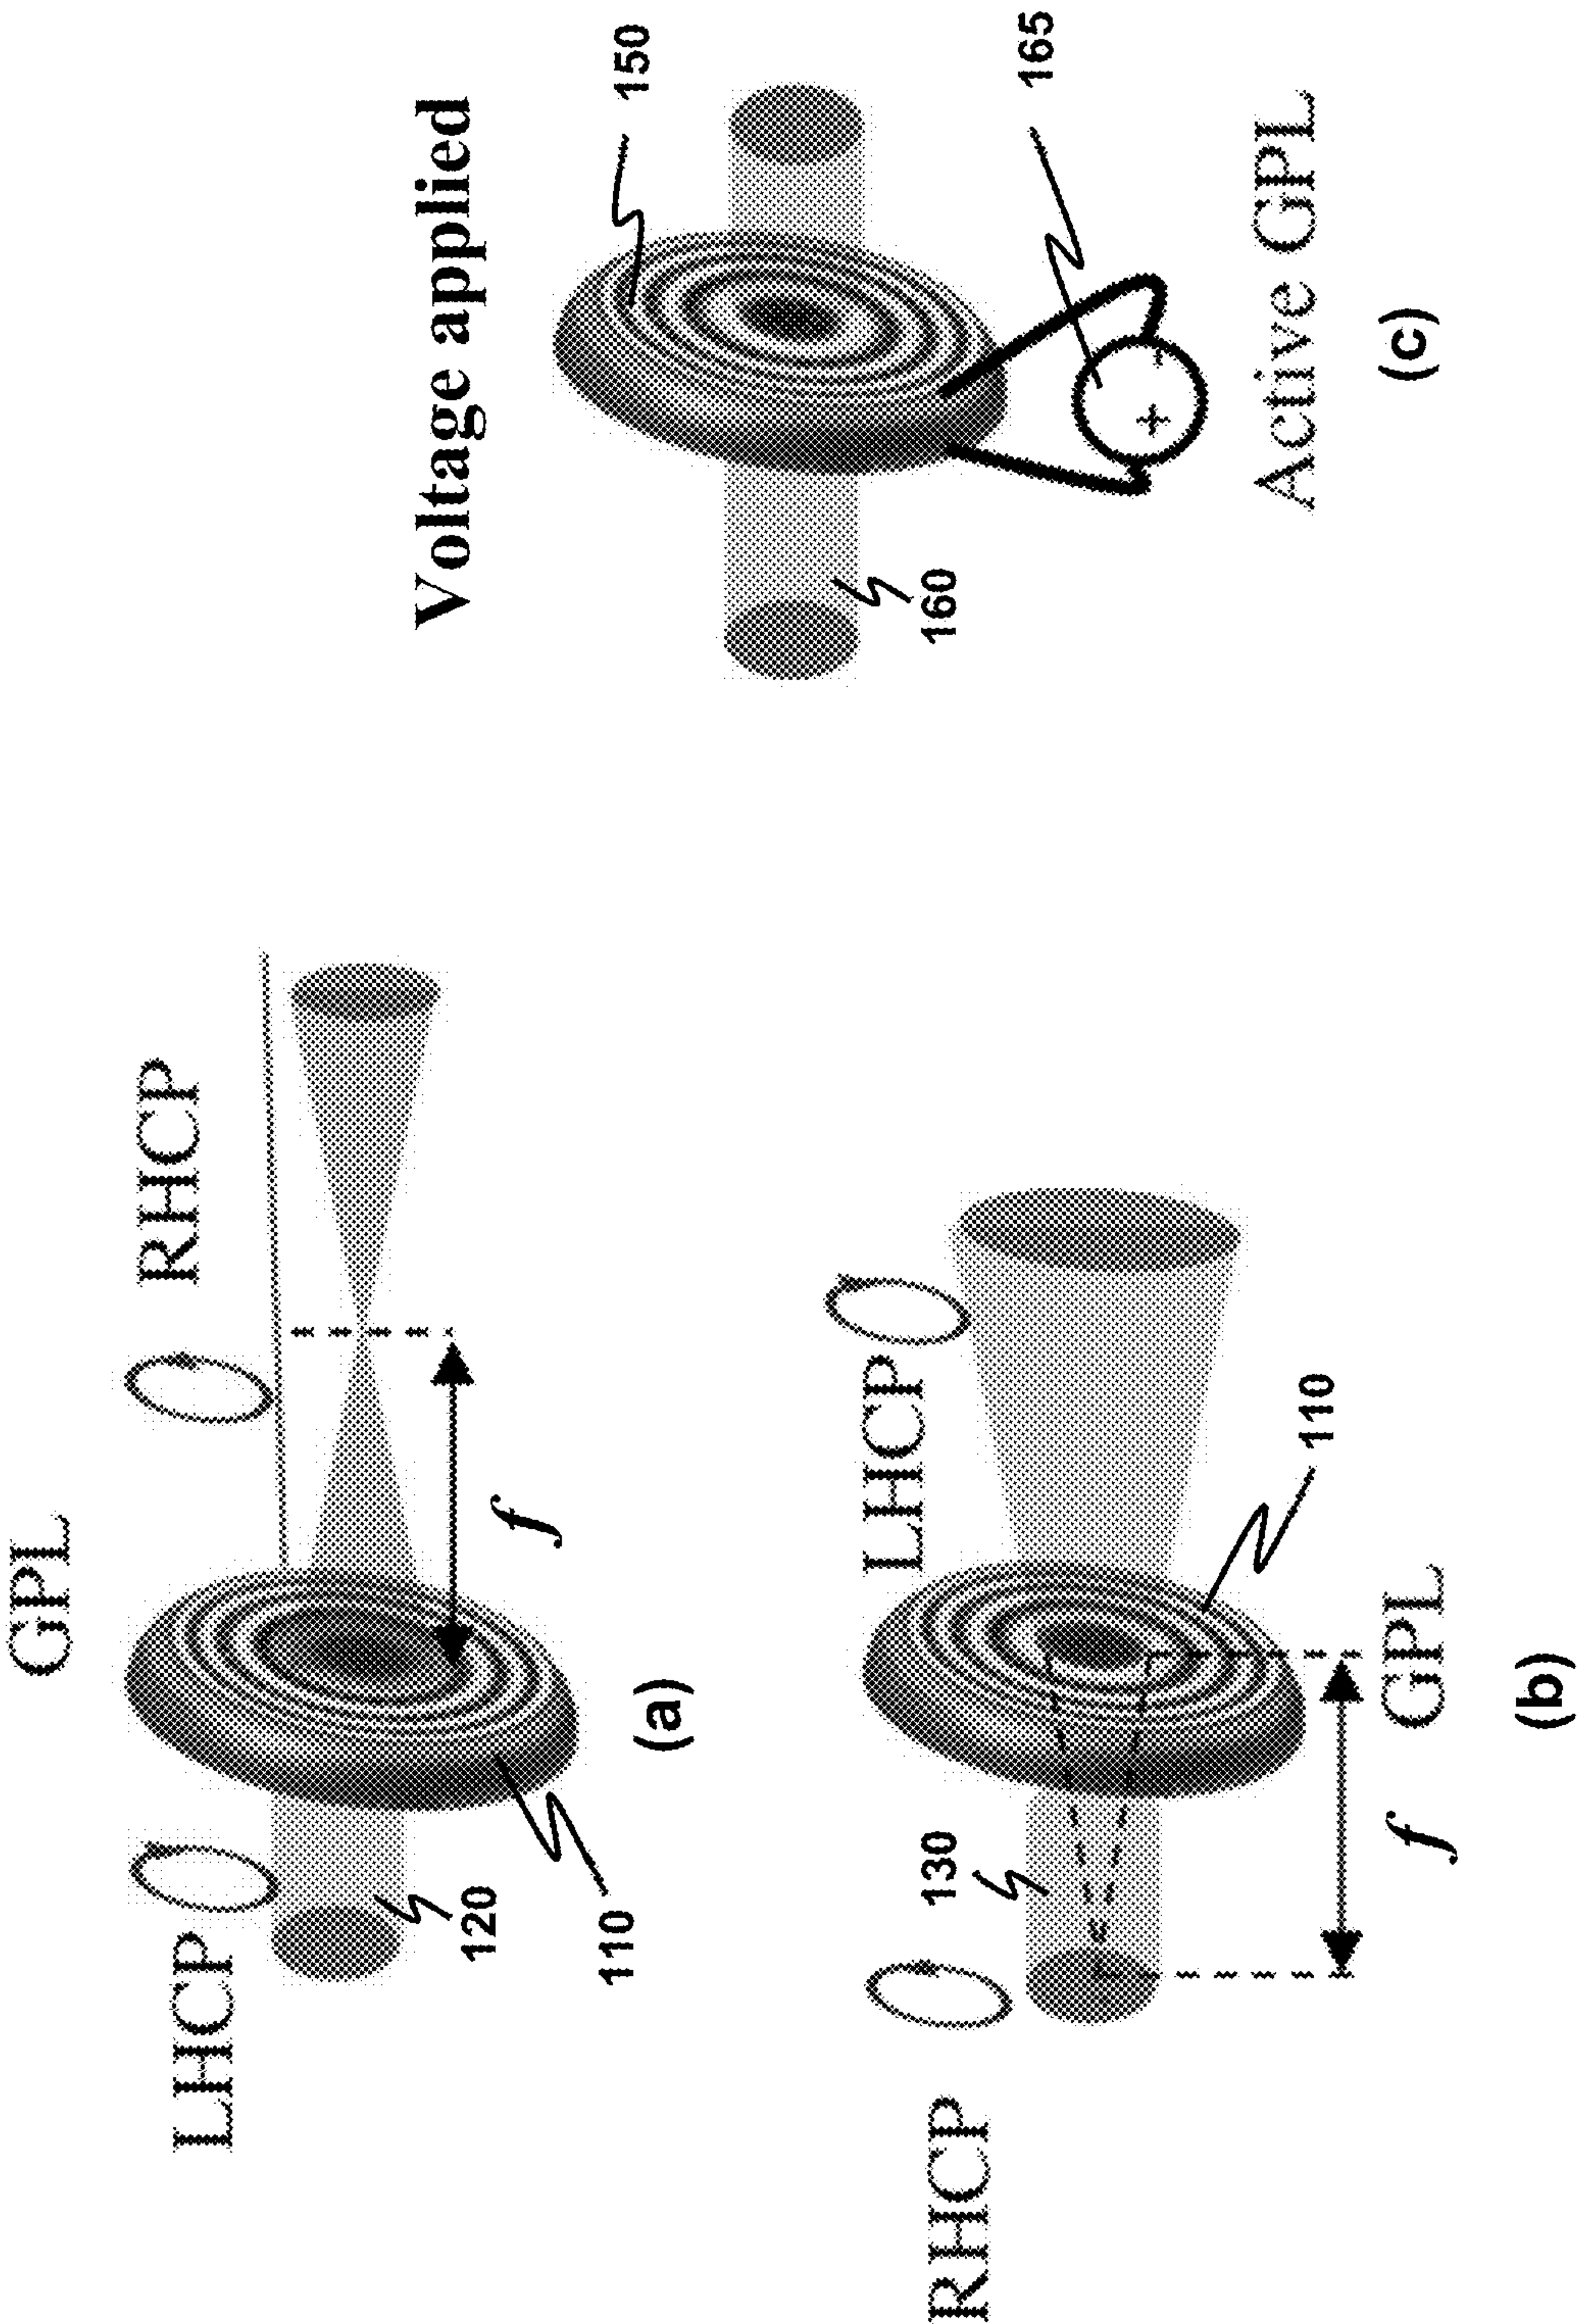 GPL
LHCP
RHCP
120
110
f
(a)
RHCP
LHCP
130
110
f
GPL
(b)
Voltage applied
150
160
165
+
-
Active GPL
(c)